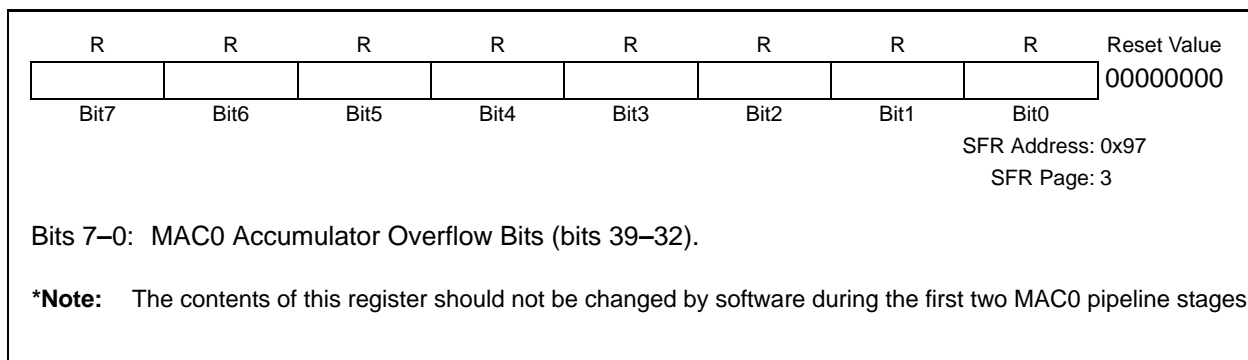 R R R R R R R R Reset Value
00000000
Bit7 Bit6 Bit5 Bit4 Bit3 Bit2 Bit1 Bit0
SFR Address: 0x97
SFR Page: 3
Bits 7–0: MAC0 Accumulator Overflow Bits (bits 39–32).
*Note: The contents of this register should not be changed by software during the first two MAC0 pipeline stages